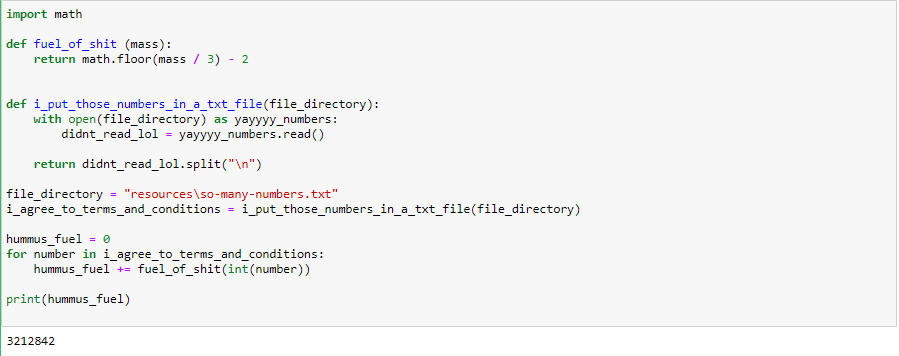 import math
def fuel_of_shit (mass):
    return math.floor(mass / 3) - 2
def i_put_those_numbers_in_a_txt_file(file_directory):
    with open(file_directory) as yayyyy_numbers:
        didnt_read_lol = yayyyy_numbers.read()
    return didnt_read_lol.split("\n")
file_directory = "resources\so-many-numbers.txt"
i_agree_to_terms_and_conditions = i_put_those_numbers_in_a_txt_file(file_directory)
hummus_fuel = 0
for number in i_agree_to_terms_and_conditions:
    hummus_fuel += fuel_of_shit(int(number))
print(hummus_fuel)
3212842